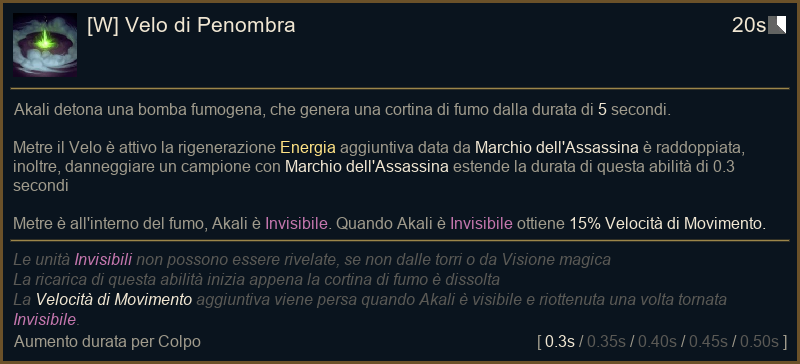 [W] Velo di Penombra 20s
Akali detona una bomba fumogena, che genera una cortina di fumo dalla durata di 5 secondi.
Metre il Velo è attivo la rigenerazione Energia aggiuntiva data da Marchio dell'Assassina è raddoppiata,
inoltre, danneggiare un campione con Marchio dell'Assassina estende la durata di questa abilità di 0.3
secondi
Metre è all'interno del fumo, Akali è Invisibile. Quando Akali è Invisibile ottiene 15% Velocità di Movimento.
Le unità Invisibili non possono essere rivelate, se non dalle torri o da Visione magica
La ricarica di questa abilità inizia appena la cortina di fumo è dissolta
La Velocità di Movimento aggiuntiva viene persa quando Akali è visibile e riottenuta una volta tornata
Invisibile.
Aumento durata per Colpo [ 0.3s / 0.35s / 0.40s / 0.45s / 0.50s ]